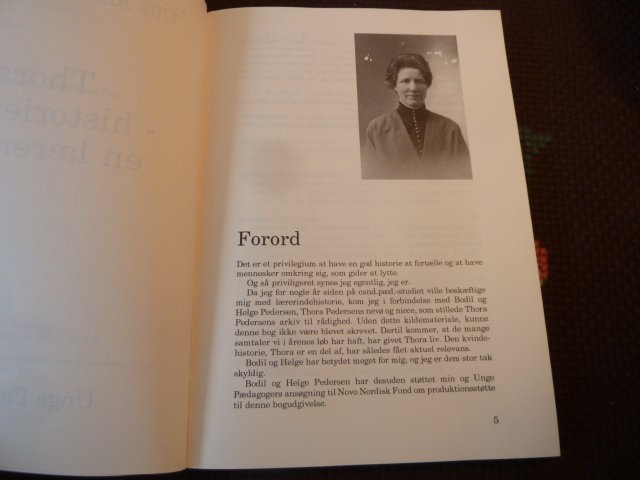 Thora
- historien
en lærer
Unge Pæ
Forord
Det er et privilegium at have en god historie at fortælle og at have
mennesker omkring sig, som gider at lytte.
Og så priviligeret synes jeg egentlig, jeg er.
Da jeg for nogle år siden på cand.pæd.-studiet ville beskæftige
mig med lærerindehistorie, kom jeg i forbindelse med Bodil og
Helge Pedersen, Thora Pedersens nevø og niece, som stillede Thora
Pedersens arkiv til rådighed. Uden dette kildemateriale, kunne
denne bog ikke være blevet skrevet. Dertil kommer, at de mange
samtaler vi i årenes løb har haft, har givet Thora liv. Den kvinde-
historie, Thora er en del af, har således fået aktuel relevans.
Bodil og Helge har betydet meget for mig, og jeg er dem stor tak
skyldig.
Bodil og Helge Pedersen har desuden støttet min og Unge
Pædagogers ansøgning til Novo Nordisk Fond om produktionsstøtte
til denne bogudgivelse.
5